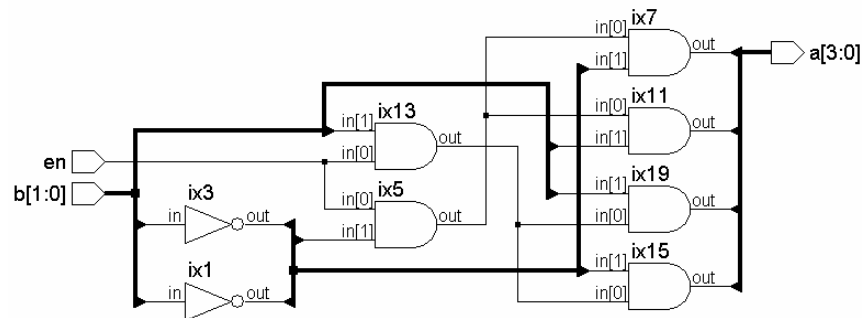 ix7
in[0]
out
a[3:0]
in[1]
ix13
ix11
in[0]
out
in[1]
out
en
in[0]
in[1]
ix19
b[1:0]
ix3
ix5
in[1]
out
in[0]
out
in[0]
in
out
in[1]
ix15
ix1
in[1]
out
in
out
in[0]